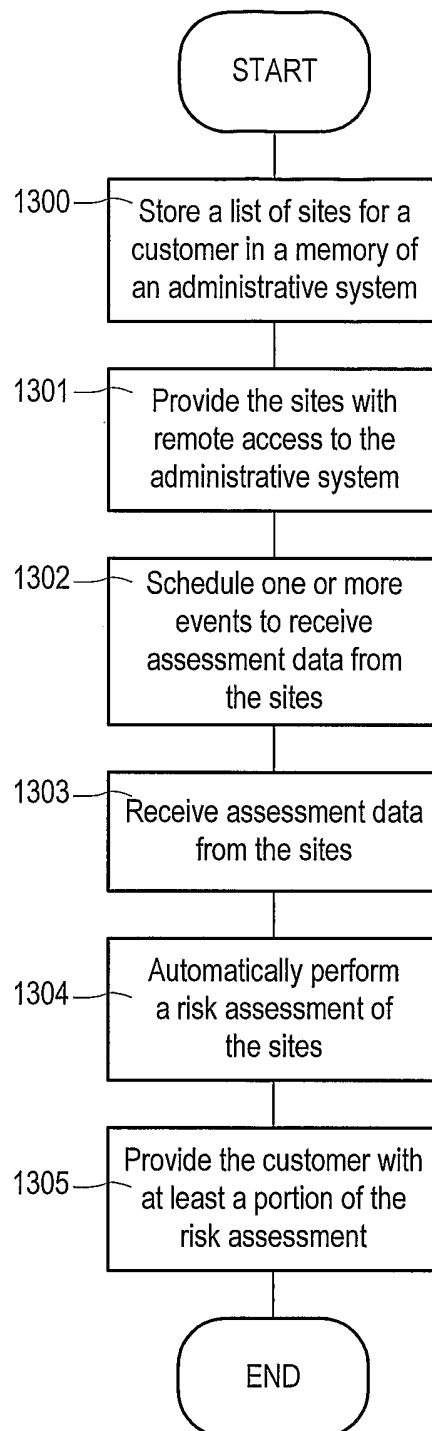 START
1300
Store a list of sites for a
customer in a memory of
an administrative system
1301
Provide the sites with
remote access to the
administrative system
1302
Schedule one or more
events to receive
assessment data from
the sites
1303
Receive assessment data
from the sites
1304
Automatically perform
a risk assessment of
the sites
1305
Provide the customer with
at least a portion of the
risk assessment
END